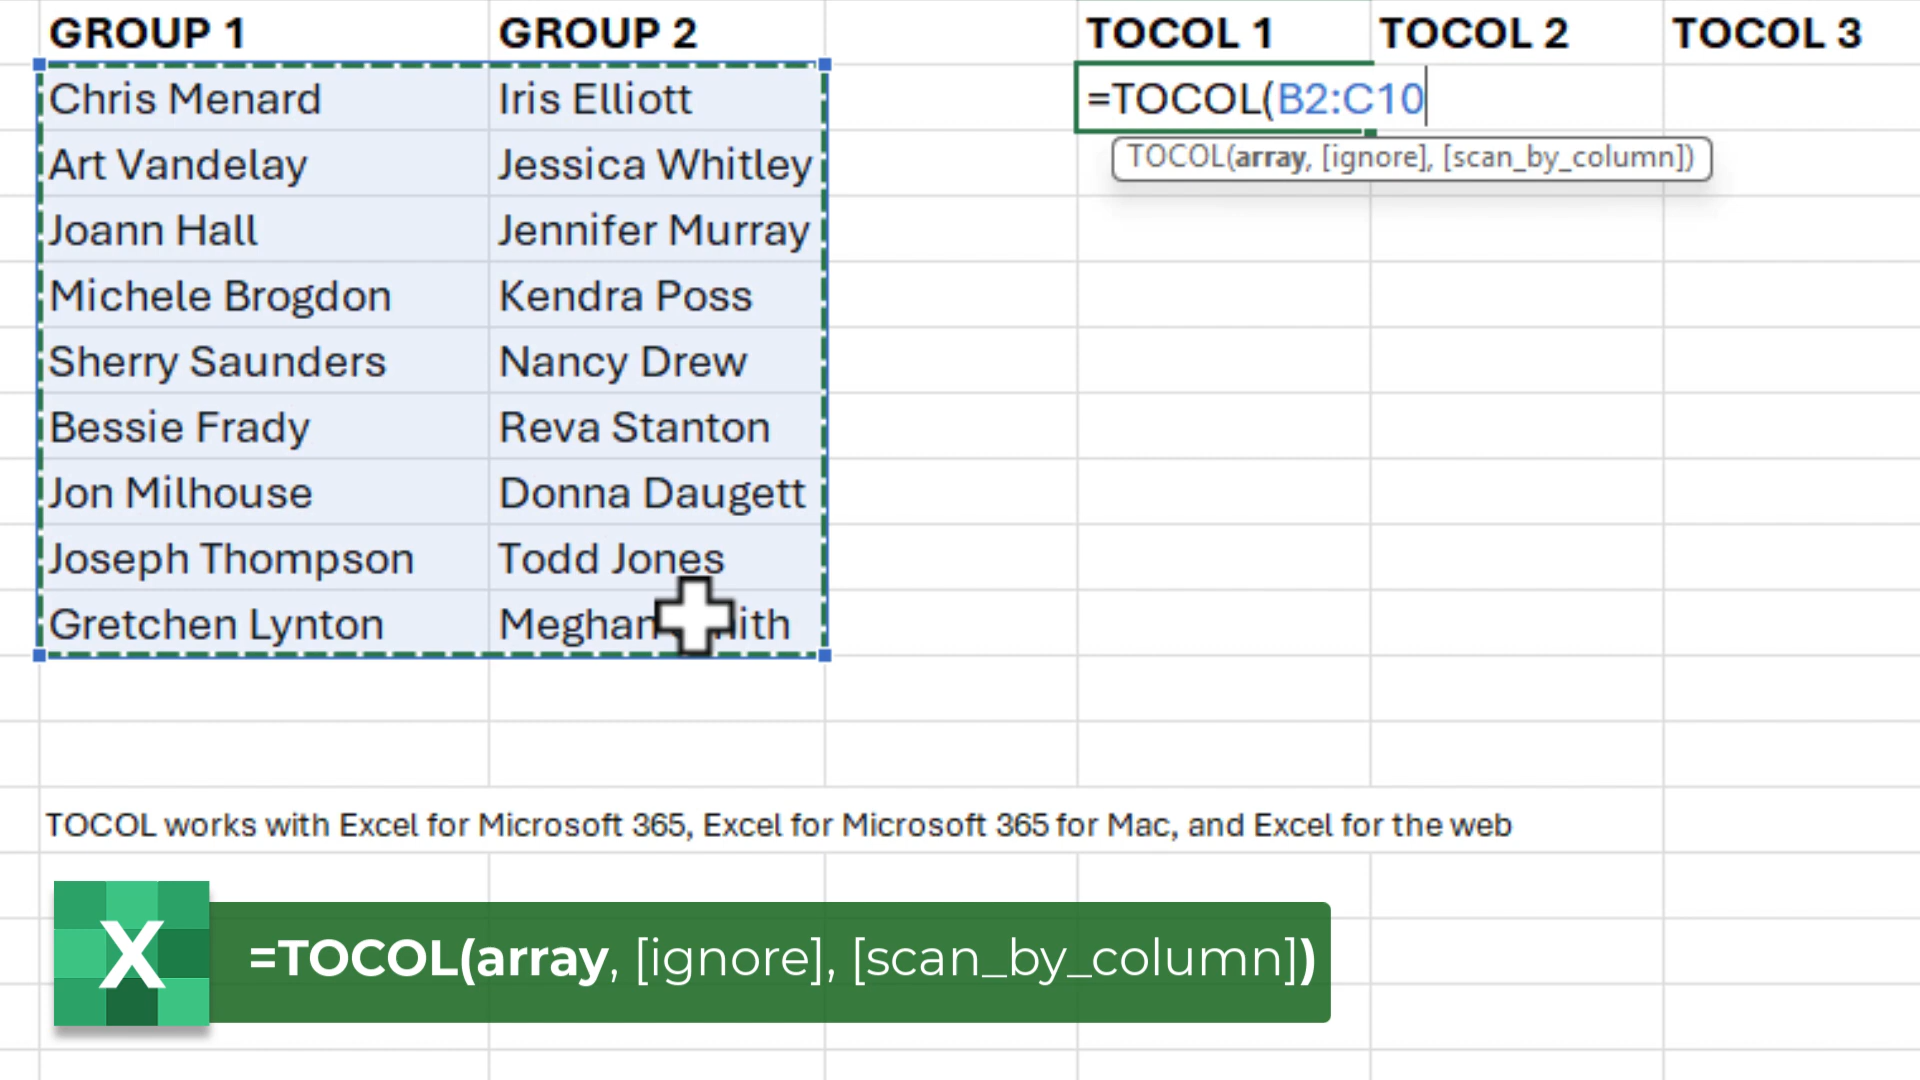 GROUP 1 GROUP 2 TOCOL 1 TOCOL 2 TOCOL 3
Chris Menard Iris Elliott =TOCOL(B2:C10
TOCOL(array, [ignore], [scan_by_column])
Art Vandelay Jessica Whitley
Joann Hall Jennifer Murray
Michele Brogdon Kendra Poss
Sherry Saunders Nancy Drew
Bessie Frady Reva Stanton
Jon Milhouse Donna Daugett
Joseph Thompson Todd Jones
Gretchen Lynton Meghan
TOCOL works with Excel for Microsoft 365, Excel for Microsoft 365 for Mac, and Excel for the web
X
=TOCOL(array, [ignore], [scan_by_column])